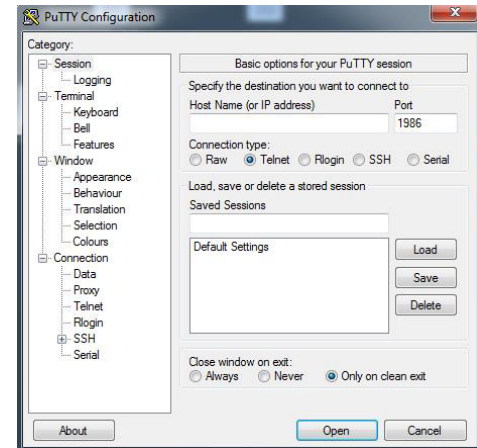 PuTTY Configuration
Category:
Session
Logging
Terminal
Keyboard
Bell
Features
Window
Appearance
Behaviour
Translation
Selection
Colours
Connection
Data
Proxy
Telnet
Rlogin
SSH
Serial
Basic options for your PuTTY session
Specify the destination you want to connect to
Host Name (or IP address) Port
1986
Connection type:
Raw Telnet Rlogin SSH Serial
Load, save or delete a stored session
Saved Sessions
Default Settings
Load
Save
Delete
Close window on exit:
Always Never Only on clean exit
About Open Cancel